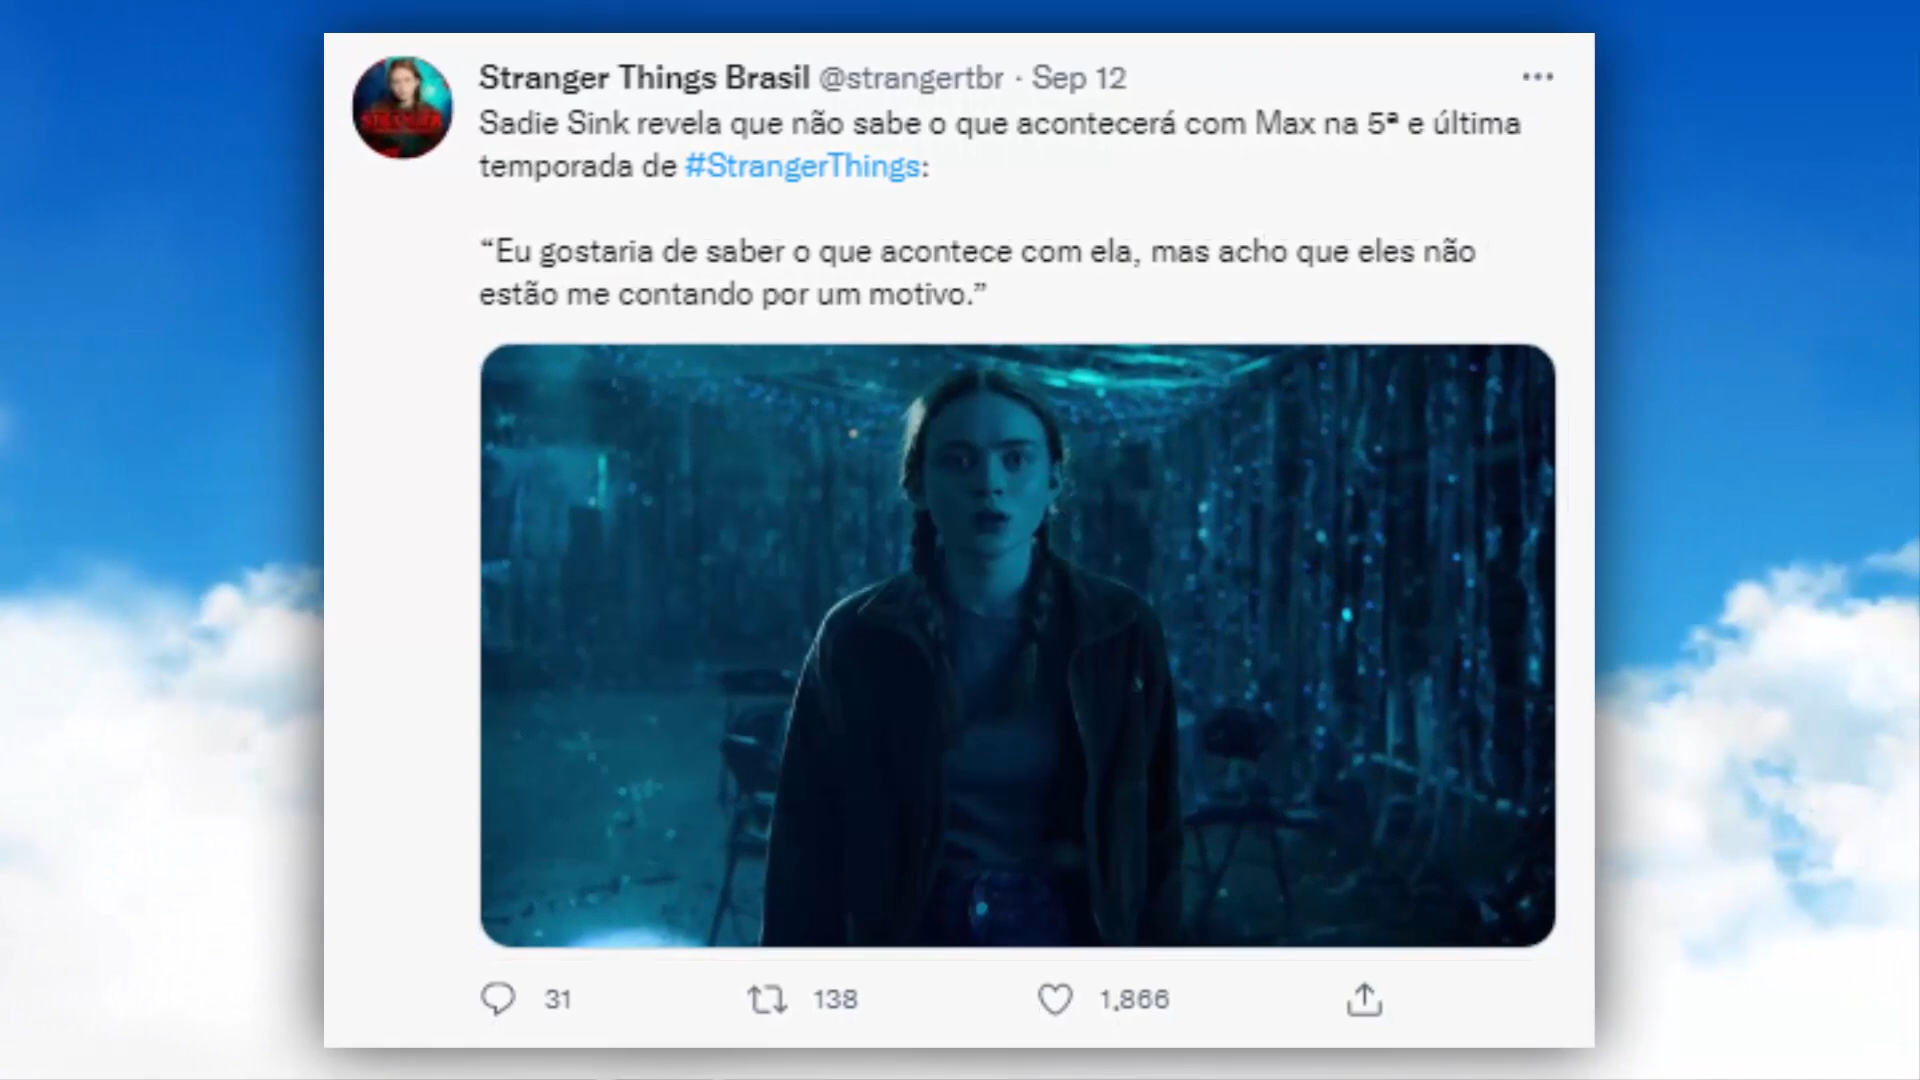 Stranger Things Brasil @strangertbr · Sep 12
Sadie Sink revela que não sabe o que acontecerá com Max na 5ª e última
temporada de #StrangerThings:
“Eu gostaria de saber o que acontece com ela, mas acho que eles não
estão me contando por um motivo.”
31 138 1,866